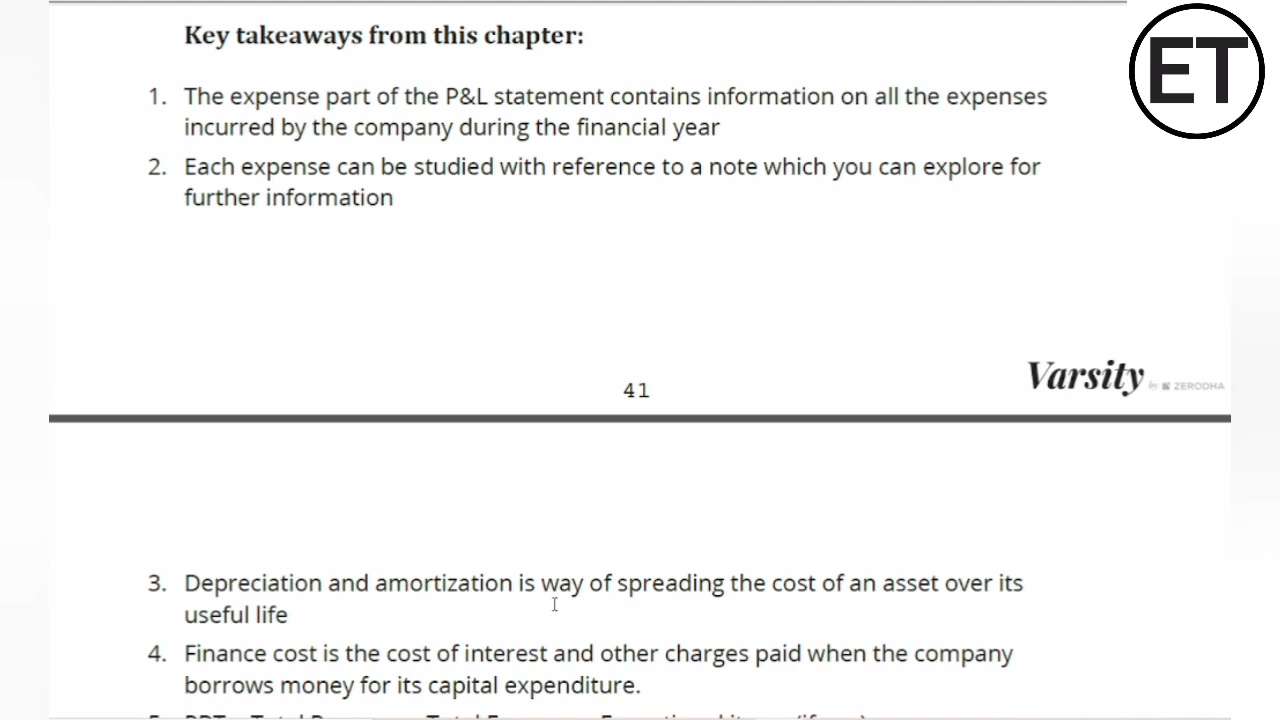 Key takeaways from this chapter:
ET
1. The expense part of the P&L statement contains information on all the expenses
incurred by the company during the financial year
2. Each expense can be studied with reference to a note which you can explore for
further information
41
Varsity by ZERODHA
3. Depreciation and amortization is way of spreading the cost of an asset over its
useful life
4. Finance cost is the cost of interest and other charges paid when the company
borrows money for its capital expenditure.